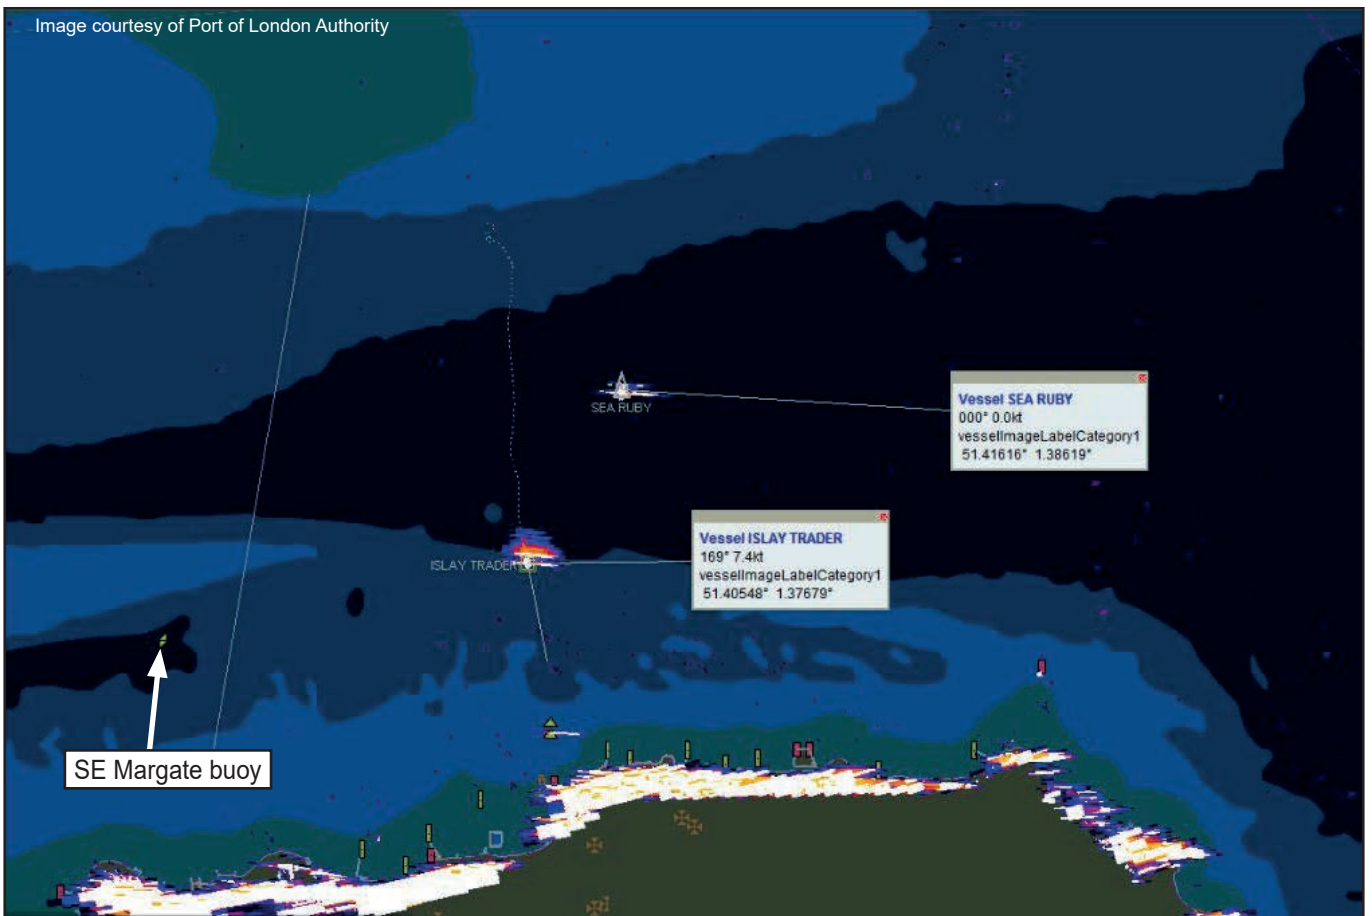 Image courtesy of Port of London Authority
SEA RUBY
Vessel SEA RUBY
000° 0.0kt
vesselImageLabelCategory1
51.41616° 1.38619°
Vessel ISLAY TRADER
169° 7.4kt
vesselImageLabelCategory1
51.40548° 1.37679°
ISLAY TRADER
SE Margate buoy